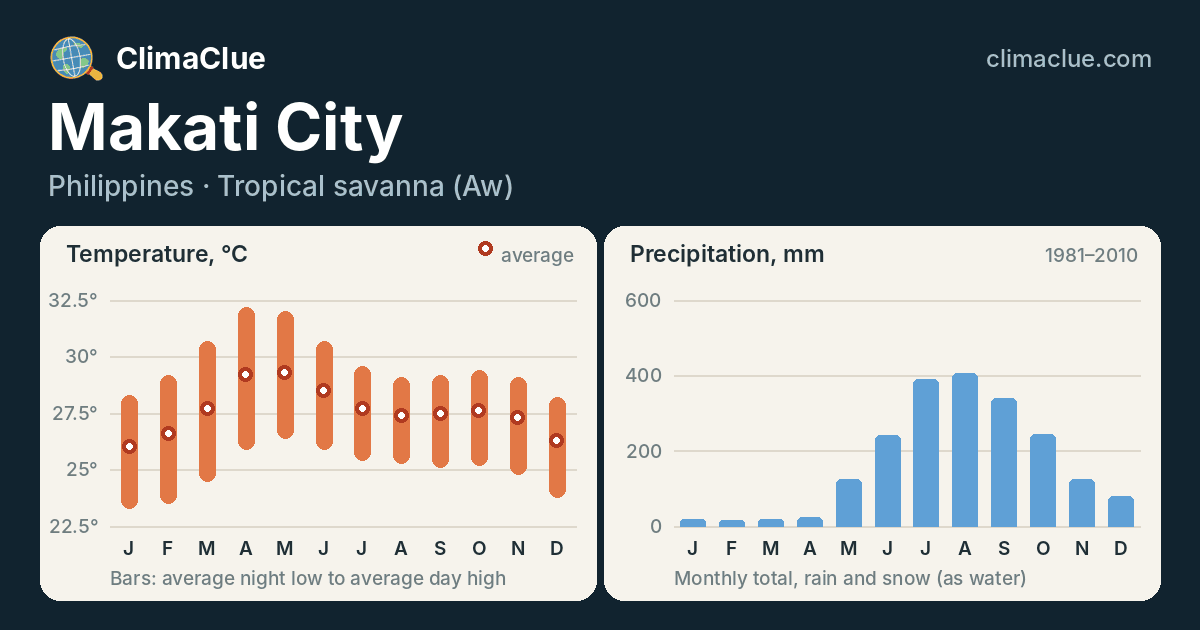 ClimaClue
climaclue.com
Makati City
Philippines · Tropical savanna (Aw)
Temperature, °C
average
32.5°
30°
27.5°
25°
22.5°
J F M A M J J A S O N D
Bars: average night low to average day high
Precipitation, mm
1981–2010
600
400
200
0
J F M A M J J A S O N D
Monthly total, rain and snow (as water)